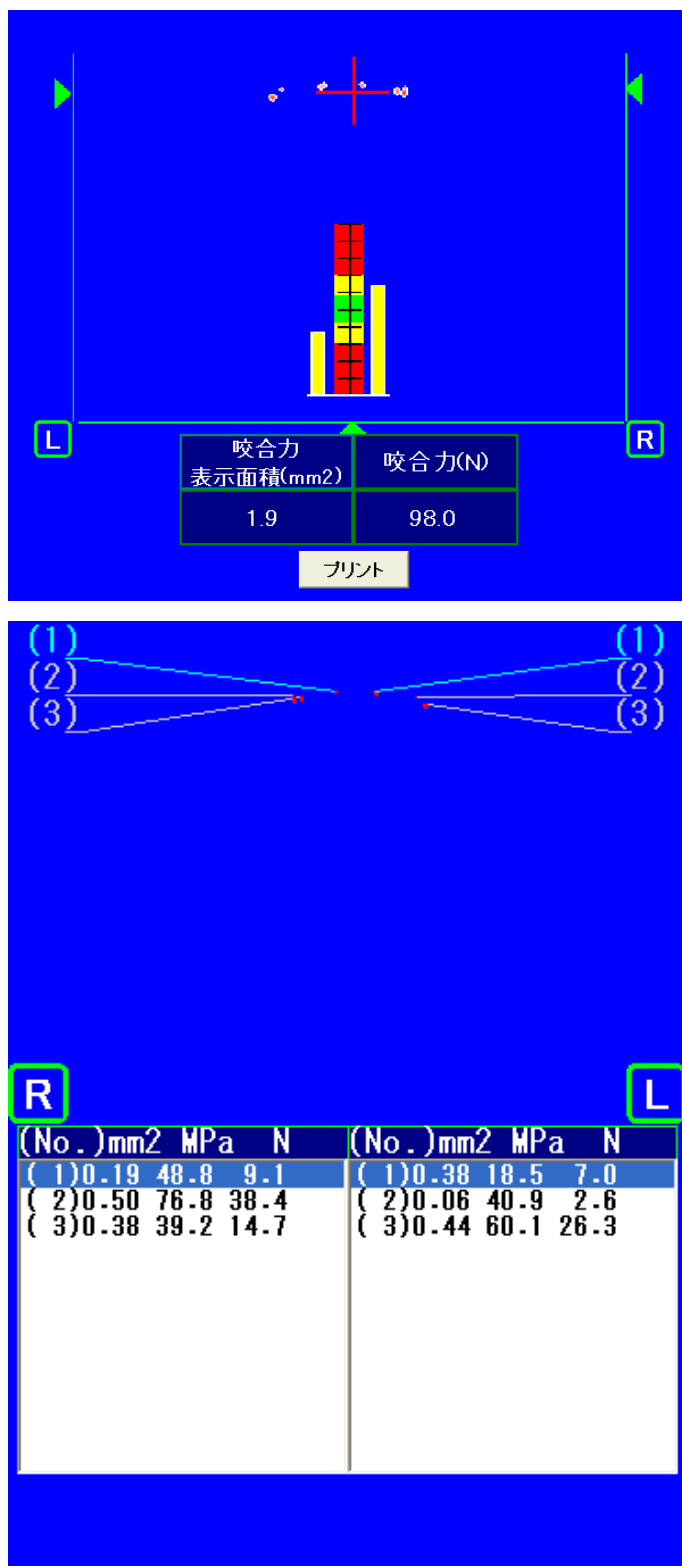 L
R
咬合力
表示面積(mm2)
咬合力(N)
1.9
98.0
プリント
(1)
(1)
(2)
(2)
(3)
(3)
R
L
(No.)mm2 MPa N
(No.)mm2 MPa N
( 1)0.19 48.8 9.1
( 1)0.38 18.5 7.0
( 2)0.50 76.8 38.4
( 2)0.06 40.9 2.6
( 3)0.38 39.2 14.7
( 3)0.44 60.1 26.3